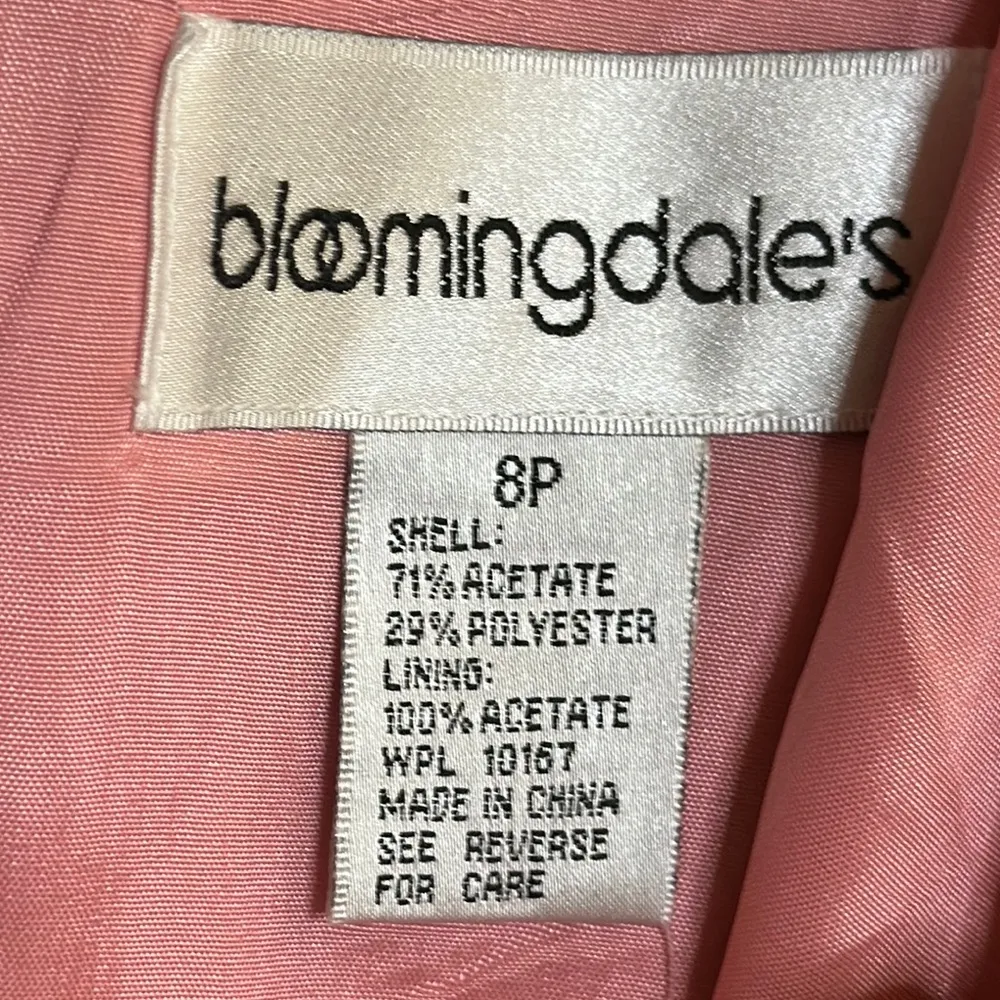 bloomingdale's
8P
SHELL:
71% ACETATE
29% POLYESTER
LINING:
100% ACETATE
WPL 10167
MADE IN CHINA
SEE REVERSE
FOR CARE